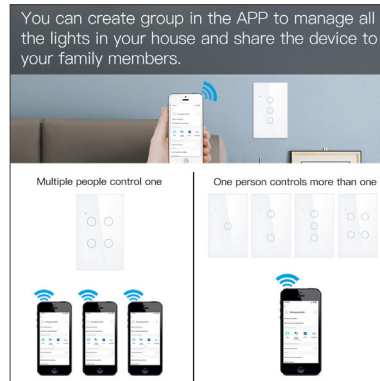 You can create group in the APP to manage all
the lights in your house and share the device to
your family members.
Multiple people control one
One person controls more than one